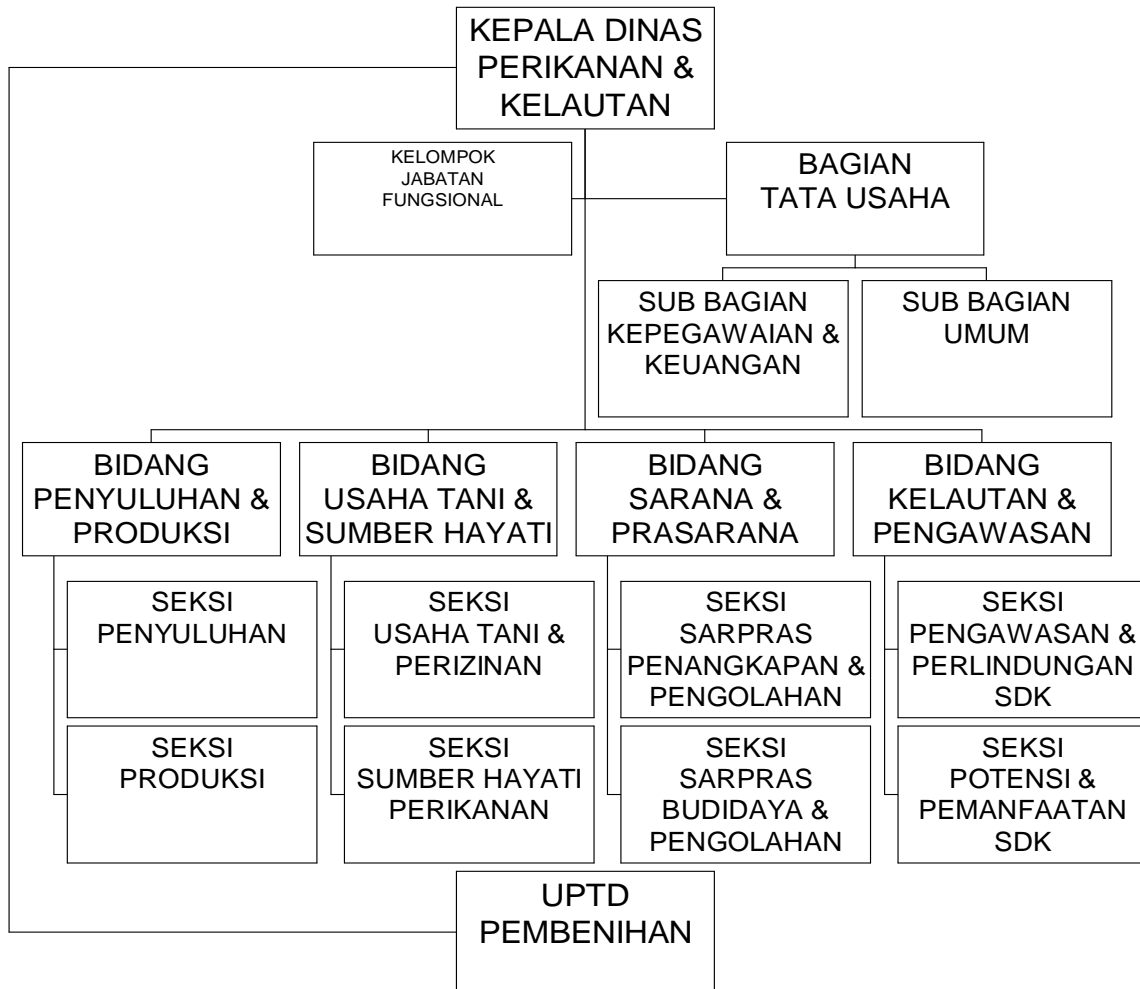 KEPALA DINAS
PERIKANAN &
KELAUTAN
KELOMPOK
JABATAN
FUNGSIONAL
BAGIAN
TATA USAHA
SUB BAGIAN
KEPEGAWAIAN &
KEUANGAN
SUB BAGIAN
UMUM
BIDANG
PENYULUHAN &
PRODUKSI
BIDANG
USAHA TANI &
SUMBER HAYATI
BIDANG
SARANA &
PRASARANA
BIDANG
KELAUTAN &
PENGAWASAN
SEKSI
PENYULUHAN
SEKSI
USAHA TANI &
PERIZINAN
SEKSI
SARPRAS
PENANGKAPAN &
PENGOLAHAN
SEKSI
PENGAWASAN &
PERLINDUNGAN
SDK
SEKSI
PRODUKSI
SEKSI
SUMBER HAYATI
PERIKANAN
SEKSI
SARPRAS
BUDIDAYA &
PENGOLAHAN
SEKSI
POTENSI &
PEMANFAATAN
SDK
UPTD
PEMBENIHAN